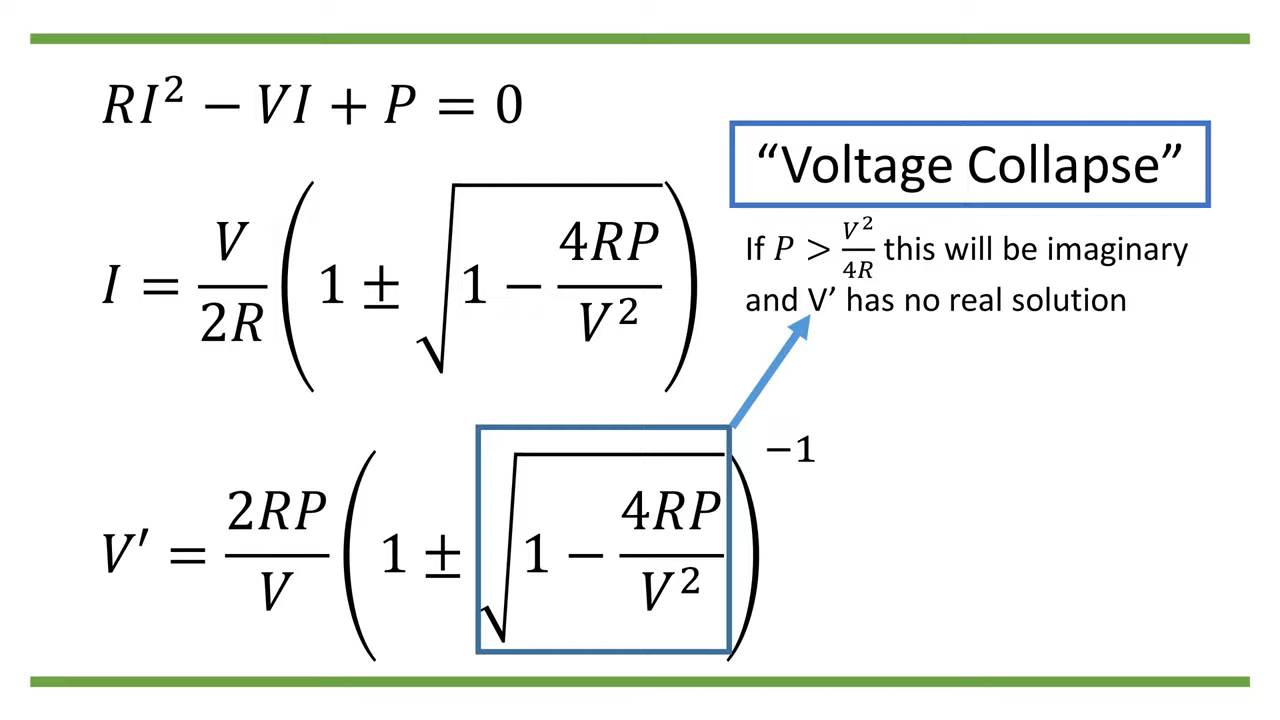 RI² − VI + P = 0
“Voltage Collapse”
I = V/2R (1 ± √(1 − 4RP/V²))
If P > V²/4R this will be imaginary
and V’ has no real solution
V′ = 2RP/V (1 ± √(1 − 4RP/V²))⁻¹